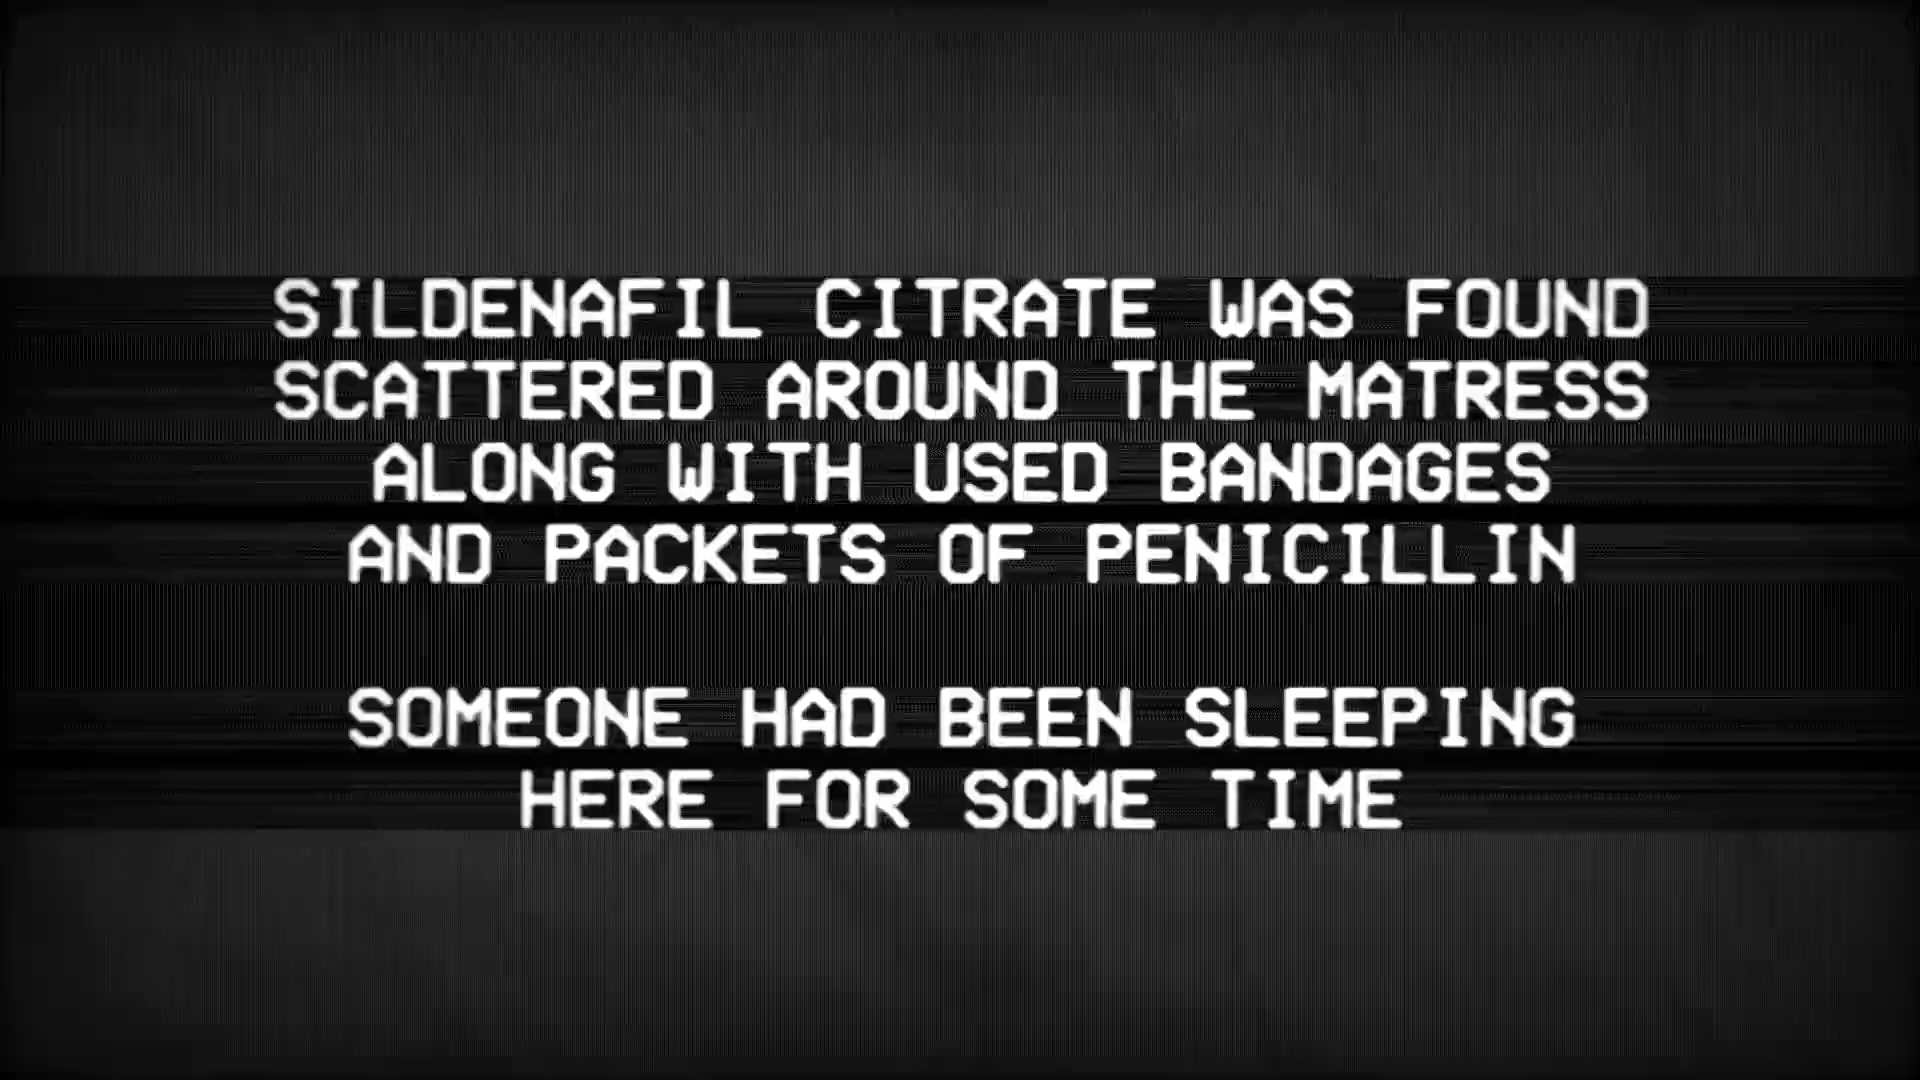 SILDENAFIL CITRATE WAS FOUND
SCATTERED AROUND THE MATRESS
ALONG WITH USED BANDAGES
AND PACKETS OF PENICILLIN
SOMEONE HAD BEEN SLEEPING
HERE FOR SOME TIME